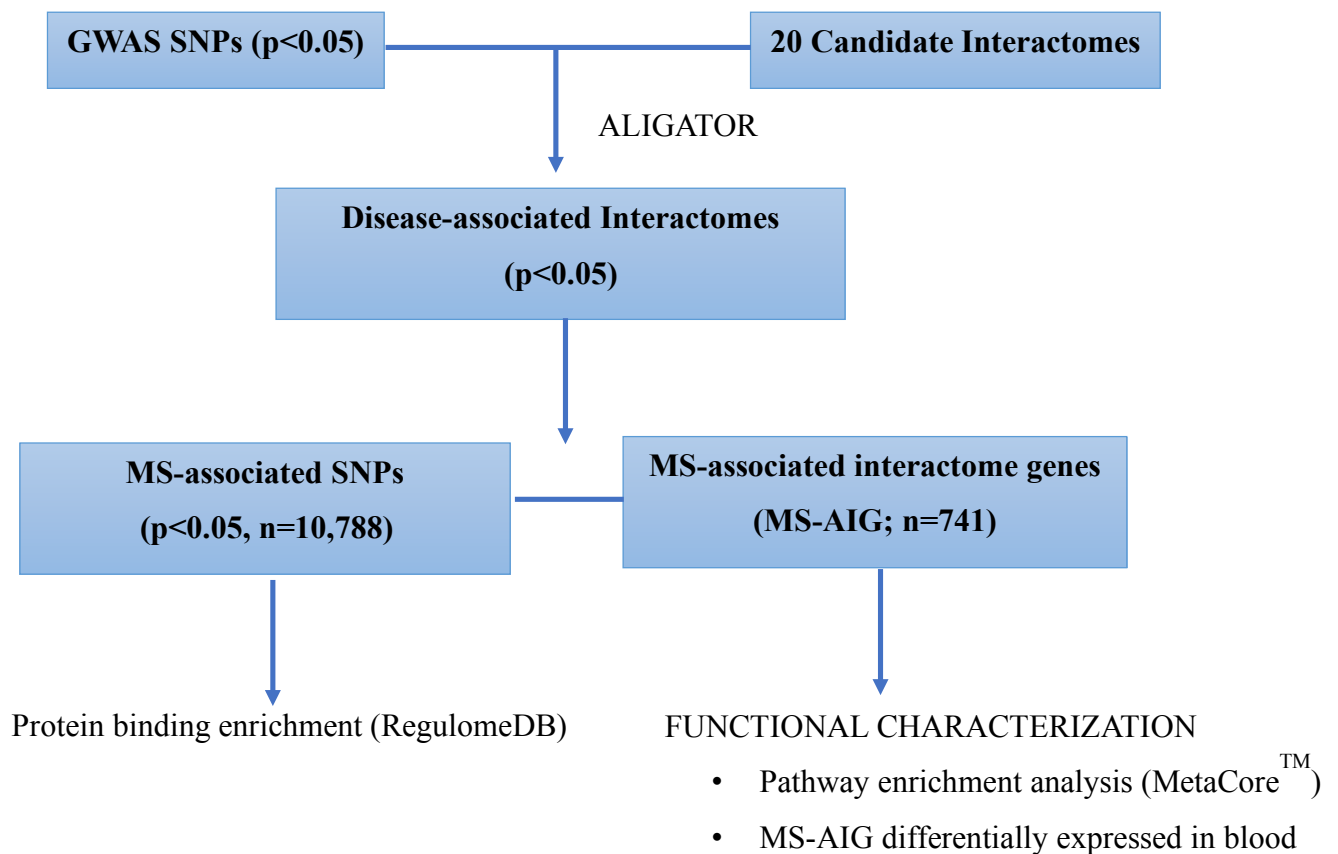 GWAS SNPs (p<0.05)
20 Candidate Interactomes
ALIGATOR
Disease-associated Interactomes
(p<0.05)
MS-associated SNPs
(p<0.05, n=10,788)
MS-associated interactome genes
(MS-AIG; n=741)
Protein binding enrichment (RegulomeDB)
FUNCTIONAL CHARACTERIZATION
• Pathway enrichment analysis (MetaCore™)
• MS-AIG differentially expressed in blood